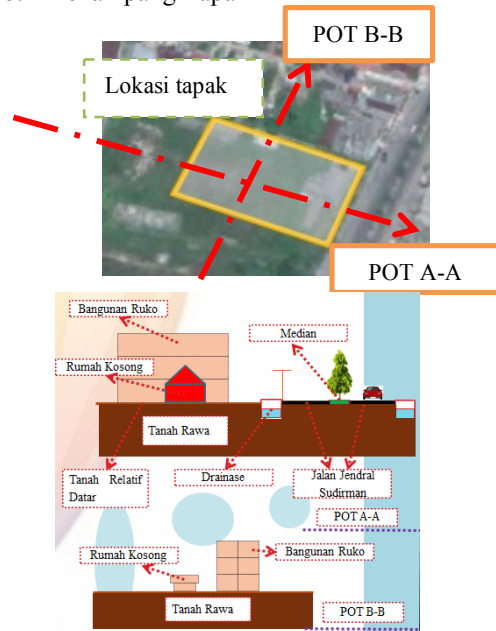 POT B-B
Lokasi tapak
POT A-A
Bangunan Ruko
Median
Rumah Kosong
Tanah Rawa
Tanah Relatif
Datar
Drainase
Jalan Jendral
Sudirman
POT A-A
Rumah Kosong
Bangunan Ruko
Tanah Rawa
POT B-B